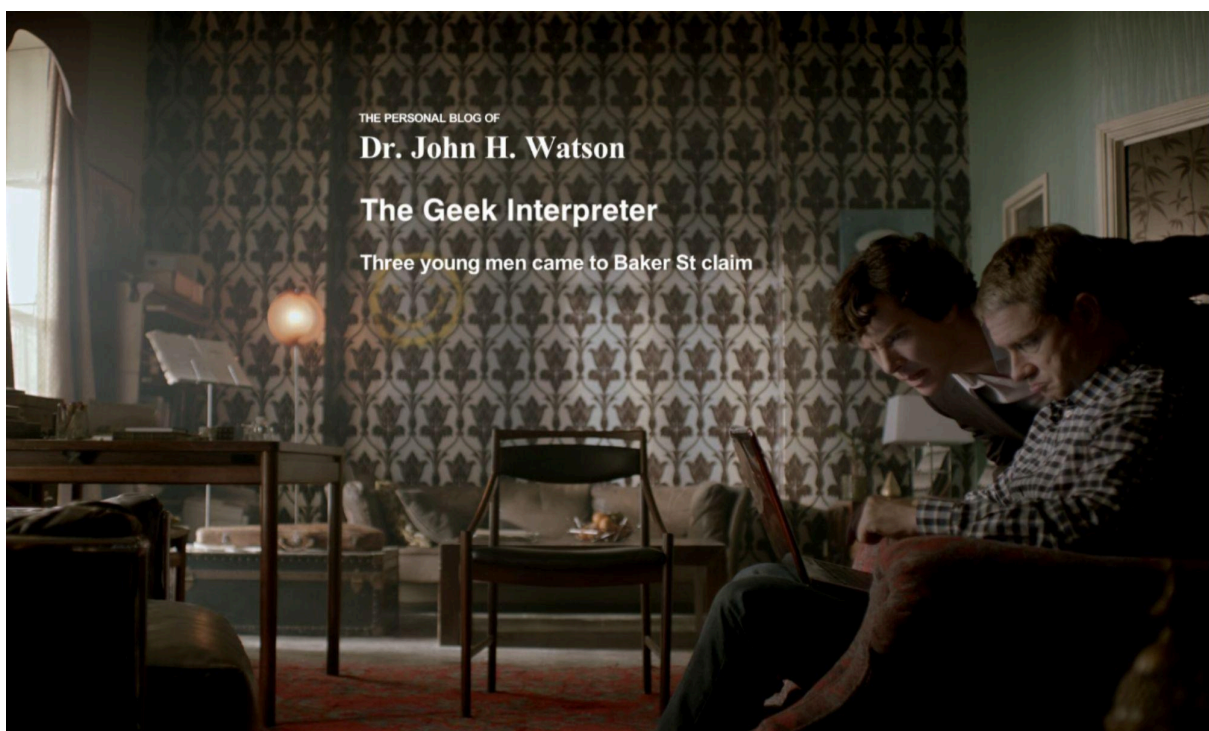 THE PERSONAL BLOG OF
Dr. John H. Watson
The Geek Interpreter
Three young men came to Baker St claim